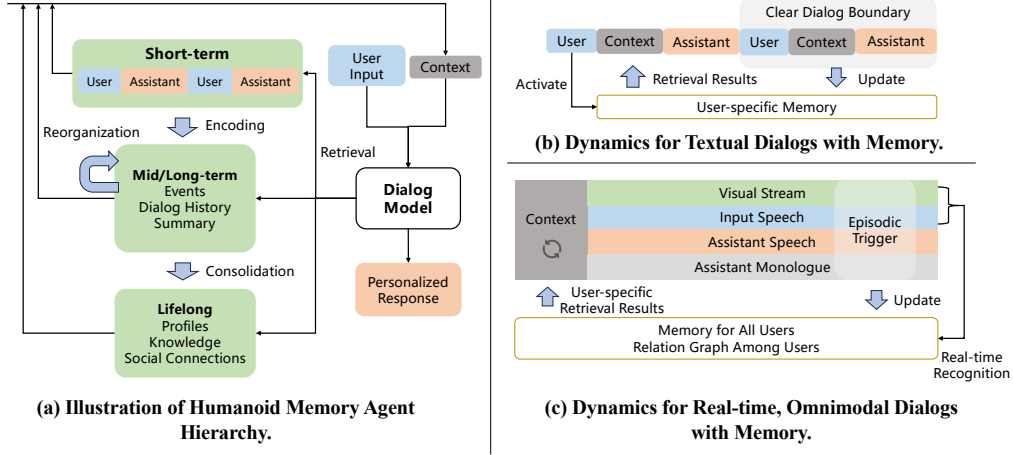 Short-term
User Assistant User Assistant
Encoding
Reorganization
Mid/Long-term
Events
Dialog History
Summary
Consolidation
Lifelong
Profiles
Knowledge
Social Connections
User
Input
Context
Retrieval
Dialog
Model
Personalized
Response
(a) Illustration of Humanoid Memory Agent
Hierarchy.
Clear Dialog Boundary
User Context Assistant User Context Assistant
Activate
Retrieval Results
Update
User-specific Memory
(b) Dynamics for Textual Dialogs with Memory.
Context
Visual Stream
Input Speech
Assistant Speech
Assistant Monologue
Episodic
Trigger
User-specific
Retrieval Results
Update
Memory for All Users
Relation Graph Among Users
Real-time
Recognition
(c) Dynamics for Real-time, Omnimodal Dialogs
with Memory.